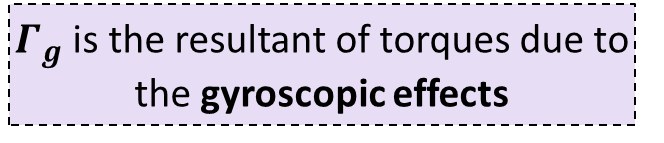 Γg is the resultant of torques due to
the gyroscopic effects